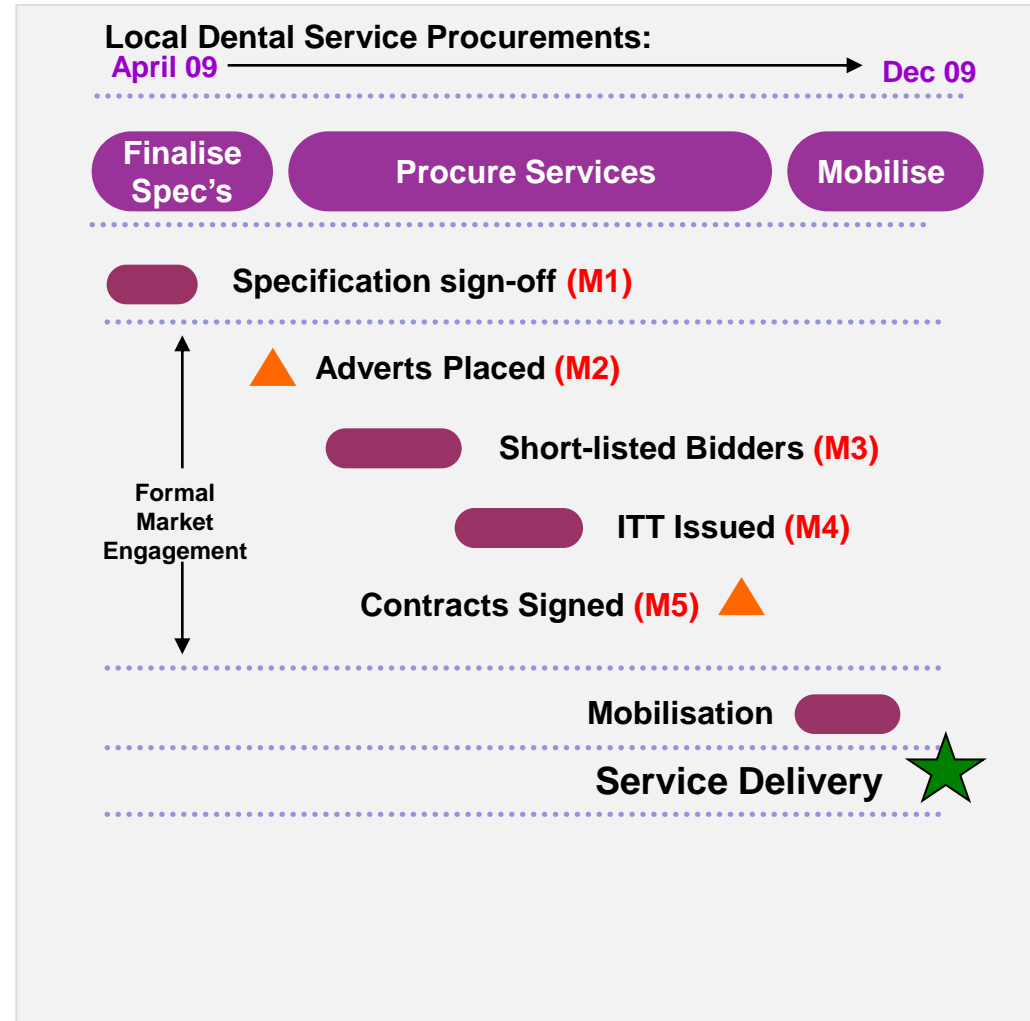 Local Dental Service Procurements:
April 09
Dec 09
Finalise
Spec’s
Procure Services
Mobilise
Specification sign-off (M1)
Adverts Placed (M2)
Short-listed Bidders (M3)
Formal
Market
Engagement
ITT Issued (M4)
Contracts Signed (M5)
Mobilisation
Service Delivery